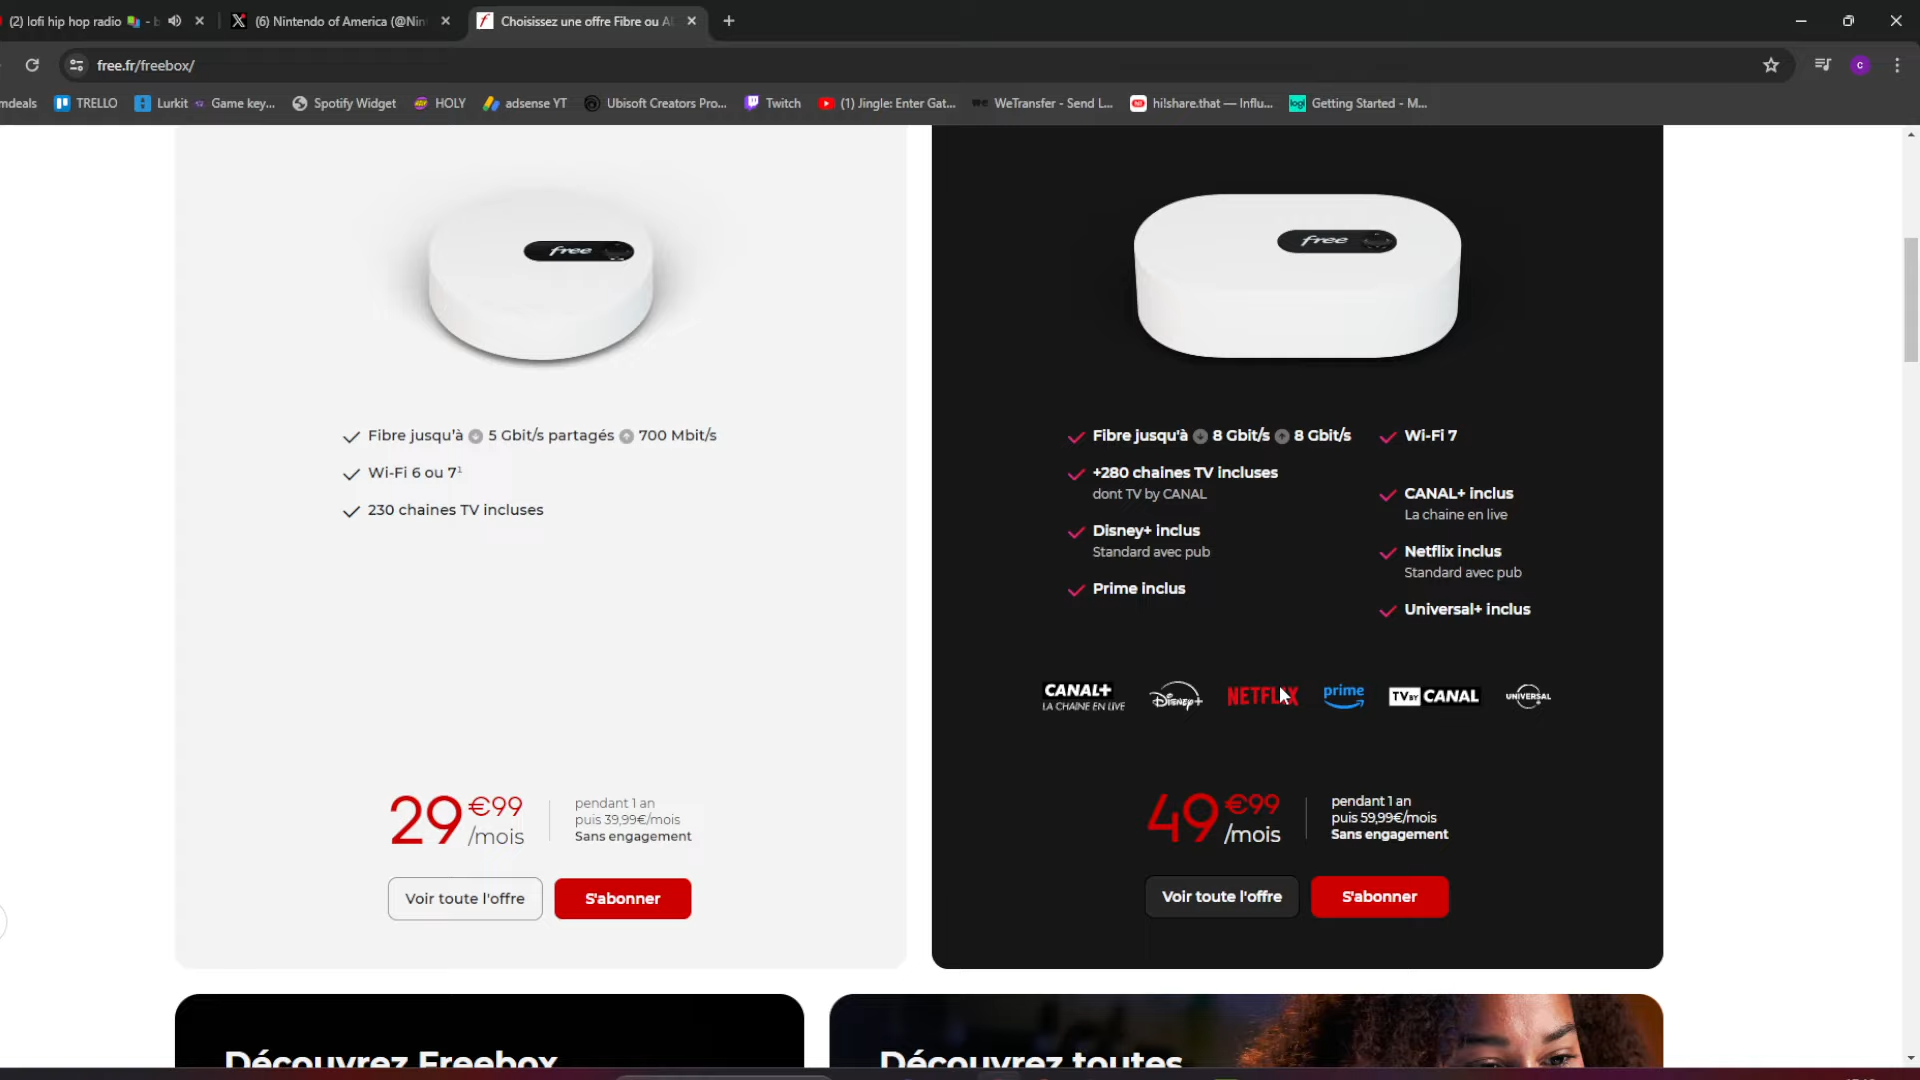 (2) lofi hip hop radio
(6) Nintendo of America (@Nin
Choisissez une offre Fibre ou A
free.fr/freebox/
c
mdeals
TRELLO
Lurkit
Game key...
Spotify Widget
HOLY
adsense YT
Ubisoft Creators Pro...
Twitch
(1) Jingle: Enter Gat...
WeTransfer - Send L...
hilshare.that — Influ...
Getting Started - M...
free
Fibre jusqu'à 5 Gbit/s partagés 700 Mbit/s
Wi-Fi 6 ou 7¹
230 chaines TV incluses
29€99
/mois
pendant 1 an
puis 39,99€/mois
Sans engagement
Voir toute l'offre
S'abonner
free
Fibre jusqu'à 8 Gbit/s 8 Gbit/s
Wi-Fi 7
+280 chaines TV incluses
dont TV by CANAL
CANAL+ inclus
La chaine en live
Disney+ inclus
Standard avec pub
Netflix inclus
Standard avec pub
Prime inclus
Universal+ inclus
CANAL+
LA CHAÎNE EN LIVE
Disney+
NETFLIX
prime
TV BY CANAL
UNIVERSAL
49€99
/mois
pendant 1 an
puis 59,99€/mois
Sans engagement
Voir toute l'offre
S'abonner
Découvrez Freebox
Découvrez toutes